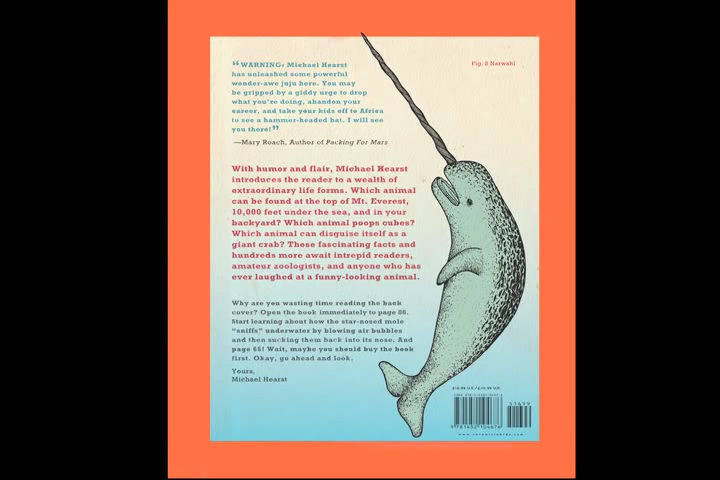 “WARNING: Michael Hearst
has unleashed some powerful
wonder-awe juju here. You may
be gripped by a giddy urge to drop
what you're doing, abandon your
career, and take your kids off to Africa
to see a hammer-headed bat. I will see
you there!”
—Mary Roach, Author of Packing For Mars
Fig. 8 Narwahl
With humor and flair, Michael Hearst
introduces the reader to a wealth of
extraordinary life forms. Which animal
can be found at the top of Mt. Everest,
10,000 feet under the sea, and in your
backyard? Which animal poops cubes?
Which animal can disguise itself as a
giant crab? These fascinating facts and
hundreds more await intrepid readers,
amateur zoologists, and anyone who has
ever laughed at a funny-looking animal.
Why are you wasting time reading the back
cover? Open the book immediately to page 86.
Start learning about how the star-nosed mole
“sniffs” underwater by blowing air bubbles
and then sucking them back into its nose. And
page 66! Wait, maybe you should buy the book
first. Okay, go ahead and look.
Yours,
Michael Hearst
51699
9 781452 104676
www.chroniclekids.com